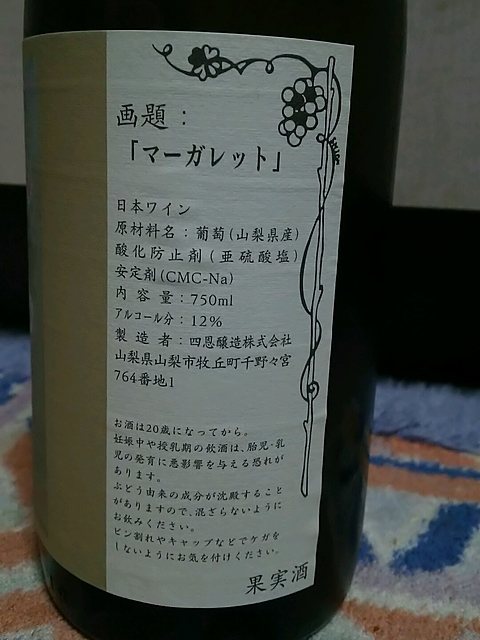 画題：
「マーガレット」
日本ワイン
原材料名：葡萄(山梨県産)
酸化防止剤(亜硫酸塩)
安定剤(CMC-Na)
内容量：750ml
アルコール分：12%
製造者：四恩醸造株式会社
山梨県山梨市牧丘町千野々宮
764番地1
お酒は20歳になってから。
妊娠中や授乳期の飲酒は、胎児・乳
児の発育に悪影響を与える恐れが
あります。
ぶどう由来の成分が沈殿すること
がありますので、混ざらないように
お飲みください。
ビン割れやキャップなどでケガを
しないようにお気を付けください。
果実酒